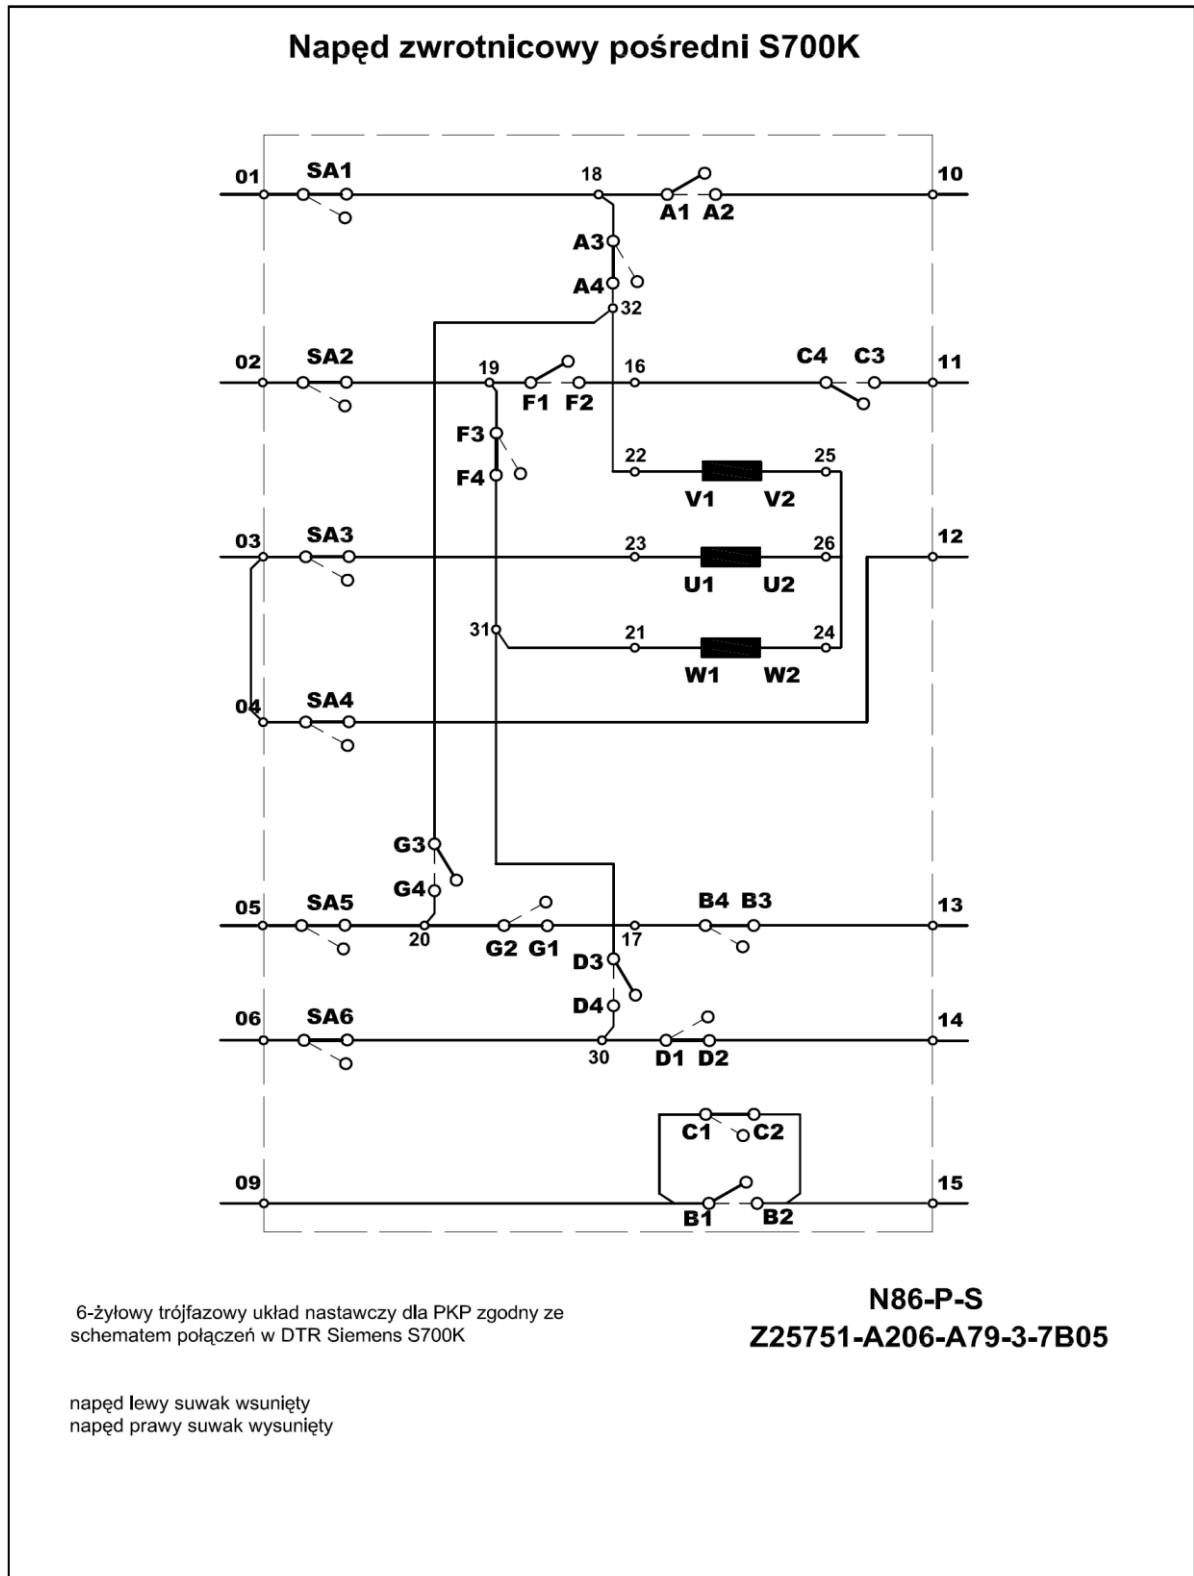 Napęd zwrotnicowy pośredni S700K
01 SA1 18 10
A1 A2
A3
A4
32
02 SA2 19 16 C4 C3 11
F1 F2
F3
F4
22 25
V1 V2
03 SA3 23 26 12
U1 U2
31 21 24
W1 W2
04 SA4
G3
G4
05 SA5 B4 B3 13
20 G2 G1 17
D3
D4
06 SA6 14
30 D1 D2
C1 C2
09 15
B1 B2
6-żyłowy trójfazowy układ nastawczy dla PKP zgodny ze
schematem połączeń w DTR Siemens S700K
N86-P-S
Z25751-A206-A79-3-7B05
napęd lewy suwak wsunięty
napęd prawy suwak wysunięty